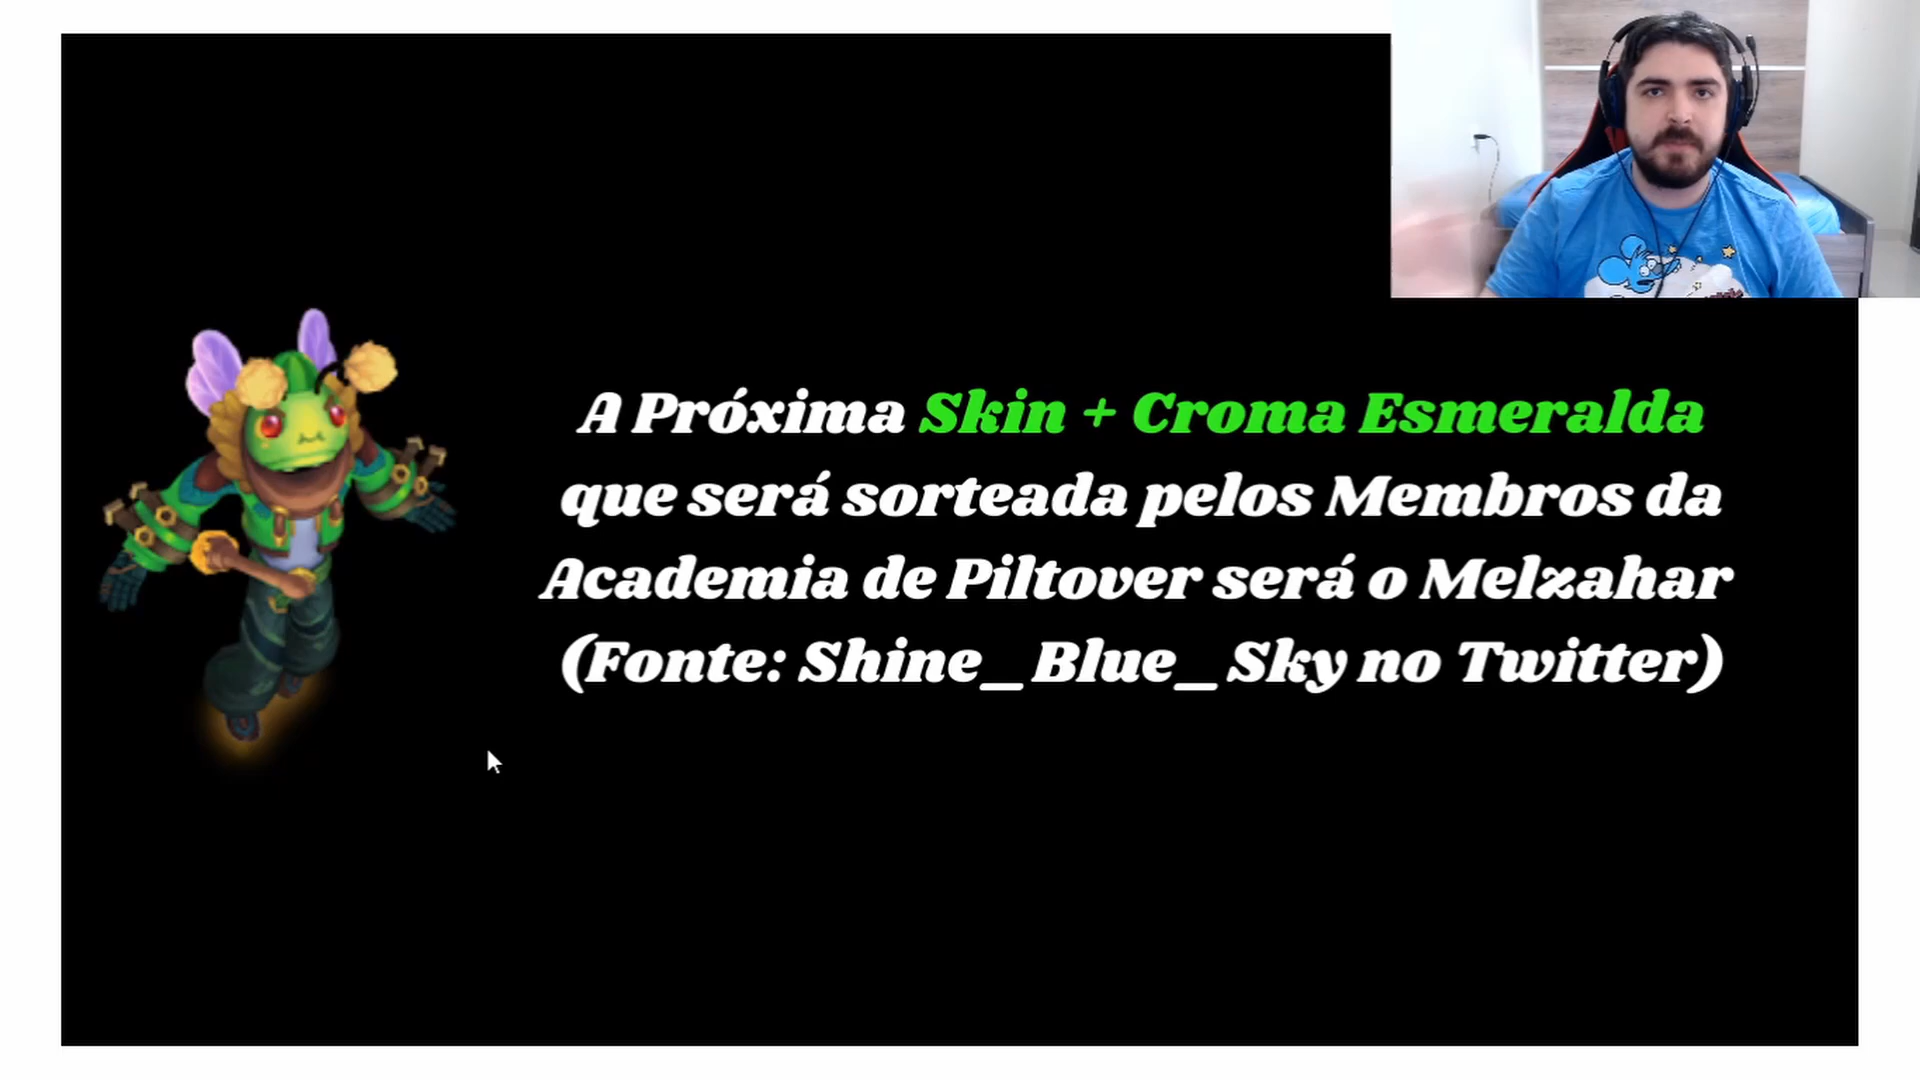 A Próxima Skin + Croma Esmeralda
que será sorteada pelos Membros da
Academia de Piltover será o Melzahar
(Fonte: Shine_Blue_Sky no Twitter)